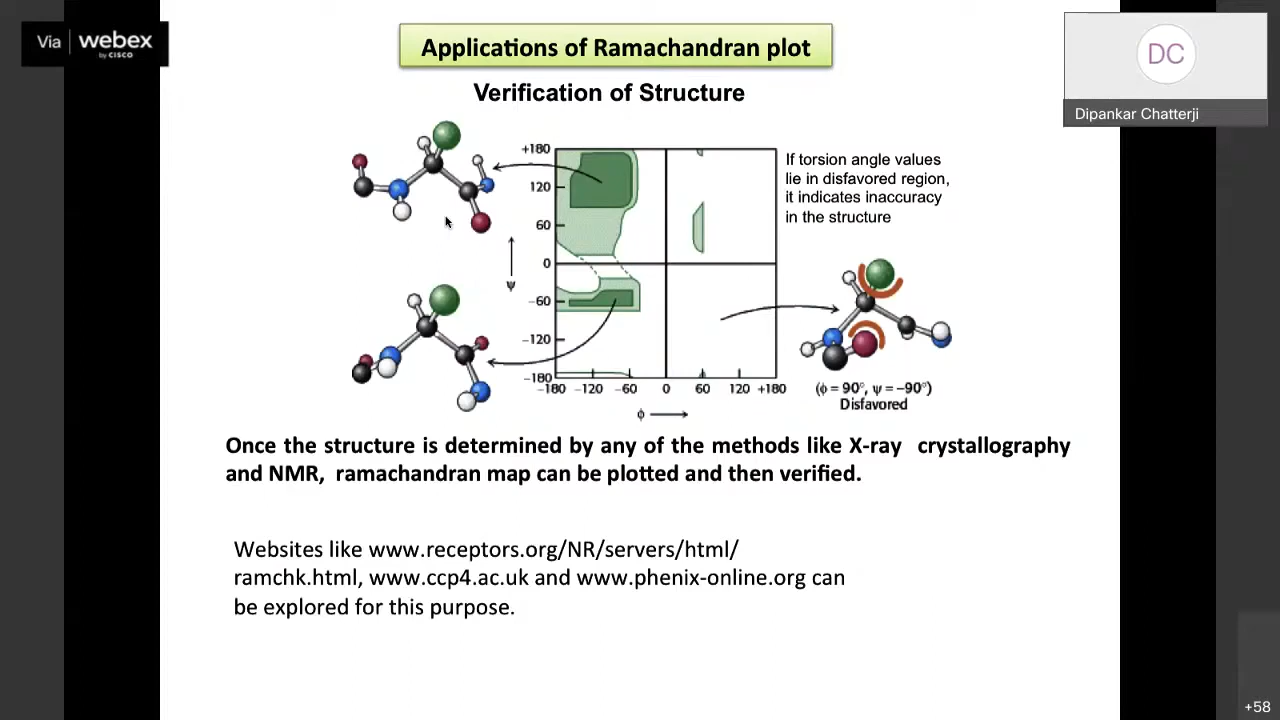 Via webex
by CISCO
Applications of Ramachandran plot
DC
Dipankar Chatterji
Verification of Structure
+180
120
60
0
−60
−120
−180
ψ
−180 −120 −60 0 60 120 +180
ϕ
If torsion angle values
lie in disfavored region,
it indicates inaccuracy
in the structure
(ϕ = 90°, ψ = −90°)
Disfavored
Once the structure is determined by any of the methods like X-ray crystallography
and NMR, ramachandran map can be plotted and then verified.
Websites like www.receptors.org/NR/servers/html/
ramchk.html, www.ccp4.ac.uk and www.phenix-online.org can
be explored for this purpose.
+58